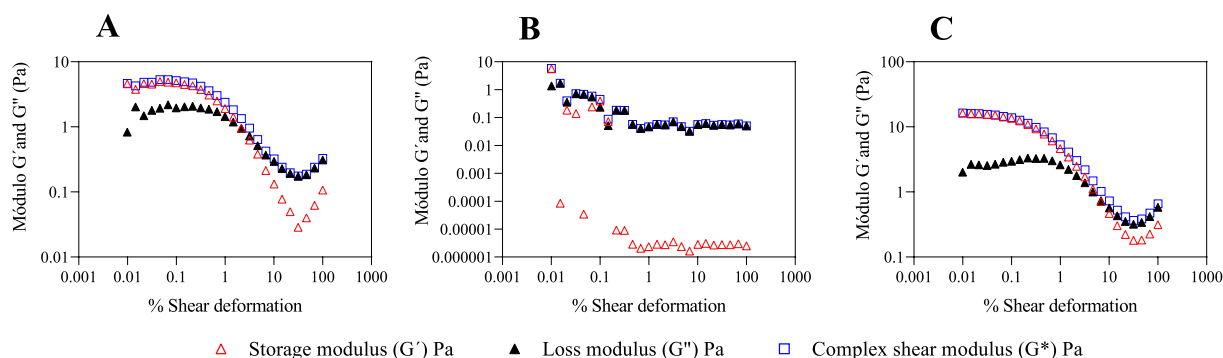 A
Módulo G′ and G" (Pa)
10
1
0.1
0.01
0.001 0.01 0.1 1 10 100 1000
% Shear deformation
B
Módulo G′ and G" (Pa)
10
1
0.1
0.01
0.0001
0.00001
0.000001
0.001 0.01 0.1 1 10 100 1000
% Shear deformation
C
Módulo G′ and G" (Pa)
100
10
1
0.1
0.001 0.01 0.1 1 10 100 1000
% Shear deformation
Storage modulus (G′) Pa Loss modulus (G") Pa Complex shear modulus (G*) Pa